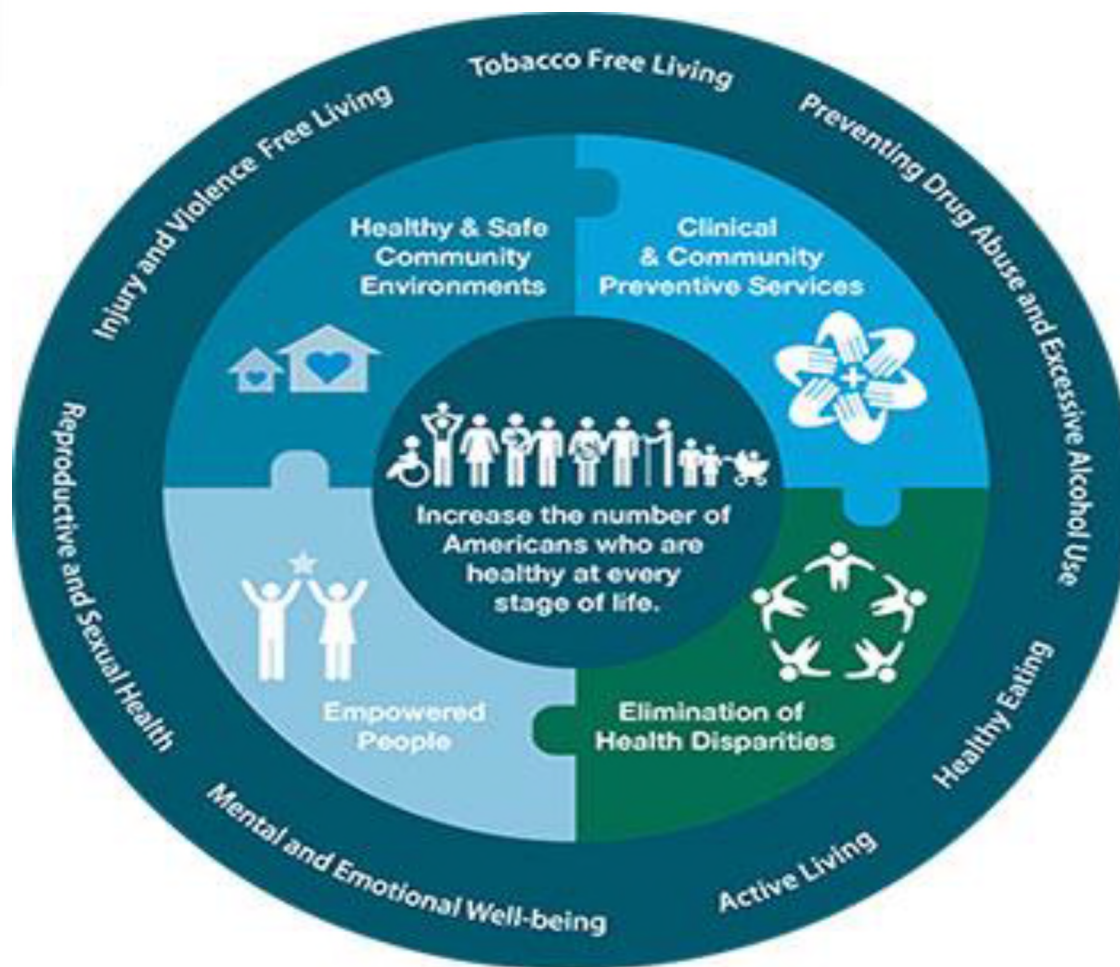 Tobacco Free Living
Preventing Drug Abuse and Excessive Alcohol Use
Healthy Eating
Active Living
Mental and Emotional Well-being
Reproductive and Sexual Health
Injury and Violence Free Living
Healthy & Safe
Community
Environments
Clinical
& Community
Preventive Services
Increase the number of
Americans who are
healthy at every
stage of life.
Empowered
People
Elimination of
Health Disparities